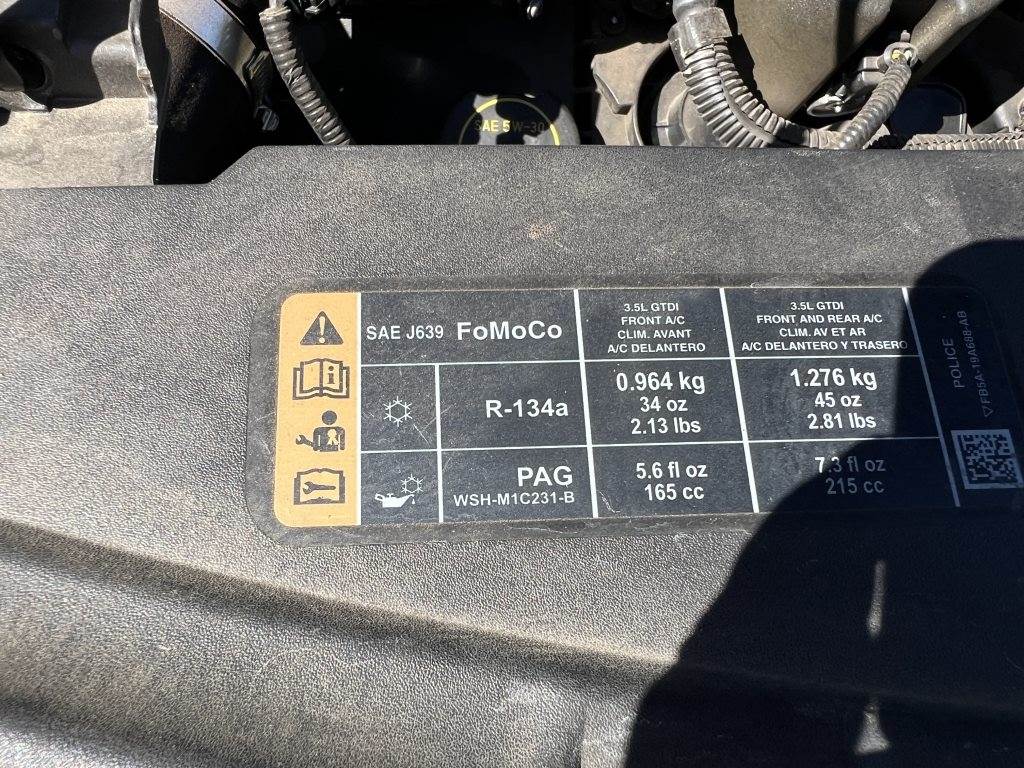 SAE 5W-30
SAE J639 FoMoCo
3.5L GTDI
FRONT A/C
CLIM. AVANT
A/C DELANTERO
3.5L GTDI
FRONT AND REAR A/C
CLIM. AV ET AR
A/C DELANTERO Y TRASERO
R-134a
0.964 kg
34 oz
2.13 lbs
1.276 kg
45 oz
2.81 lbs
PAG
WSH-M1C231-B
5.6 fl oz
165 cc
7.3 fl oz
215 cc
POLICE
FB5A-19A688-AB